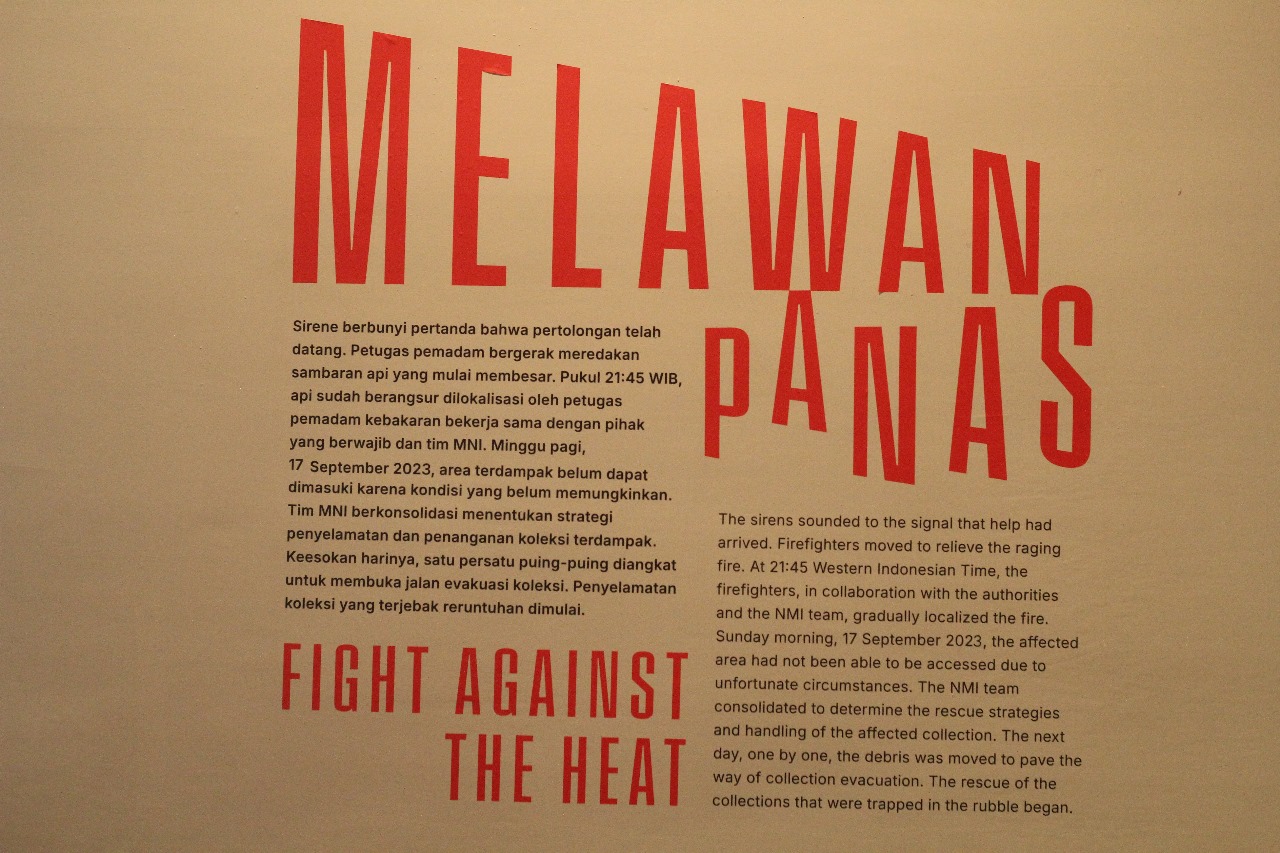 MELAWAN
PANAS
Sirene berbunyi pertanda bahwa pertolongan telah
datang. Petugas pemadam bergerak meredakan
sambaran api yang mulai membesar. Pukul 21:45 WIB,
api sudah berangsur dilokalisasi oleh petugas
pemadam kebakaran bekerja sama dengan pihak
yang berwajib dan tim MNI. Minggu pagi,
17 September 2023, area terdampak belum dapat
dimasuki karena kondisi yang belum memungkinkan.
Tim MNI berkonsolidasi menentukan strategi
penyelamatan dan penanganan koleksi terdampak.
Keesokan harinya, satu persatu puing-puing diangkat
untuk membuka jalan evakuasi koleksi. Penyelamatan
koleksi yang terjebak reruntuhan dimulai.
FIGHT AGAINST
THE HEAT
The sirens sounded to the signal that help had
arrived. Firefighters moved to relieve the raging
fire. At 21:45 Western Indonesian Time, the
firefighters, in collaboration with the authorities
and the NMI team, gradually localized the fire.
Sunday morning, 17 September 2023, the affected
area had not been able to be accessed due to
unfortunate circumstances. The NMI team
consolidated to determine the rescue strategies
and handling of the affected collection. The next
day, one by one, the debris was moved to pave the
way of collection evacuation. The rescue of the
collections that were trapped in the rubble began.